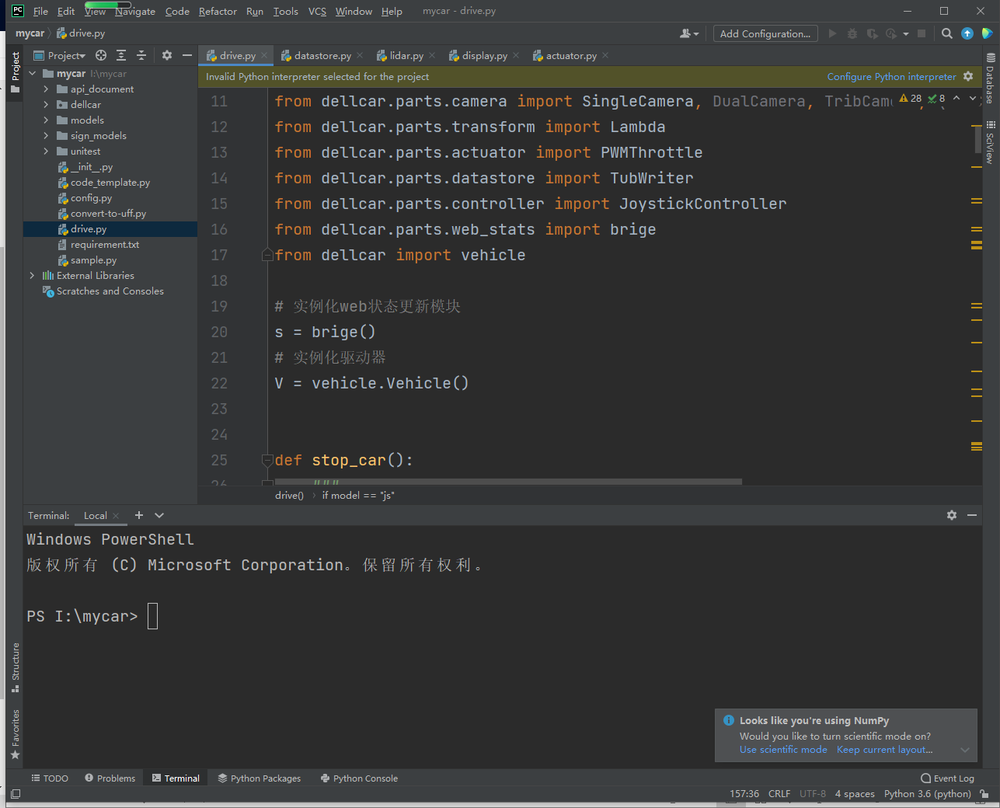 PC File Edit View Navigate Code Refactor Run Tools VCS Window Help mycar - drive.py
mycar drive.py Add Configuration...
Project
Project
drive.py datastore.py lidar.py display.py actuator.py
Invalid Python interpreter selected for the project Configure Python interpreter
mycar I:\mycar
api_document
dellcar
models
sign_models
unitest
__init__.py
code_template.py
config.py
convert-to-uff.py
drive.py
requirement.txt
sample.py
External Libraries
Scratches and Consoles
28 8
11 from dellcar.parts.camera import SingleCamera, DualCamera,
12 from dellcar.parts.transform import Lambda
13 from dellcar.parts.actuator import PWMThrottle
14 from dellcar.parts.datastore import TubWriter
15 from dellcar.parts.controller import JoystickController
16 from dellcar.parts.web_stats import brige
17 from dellcar import vehicle
18
19 # 实例化web状态更新模块
20 s = brige()
21 # 实例化驱动器
22 V = vehicle.Vehicle()
23
24
25 def stop_car():
drive() if model == "js"
Database
SciView
Terminal: Local
Windows PowerShell
版权所有 (C) Microsoft Corporation。保留所有权利。
PS I:\mycar>
Structure
Favorites
Looks like you're using NumPy
Would you like to turn scientific mode on?
Use scientific mode Keep current layout...
TODO Problems Terminal Python Packages Python Console Event Log
157:36 CRLF UTF-8 4 spaces Python 3.6 (python)